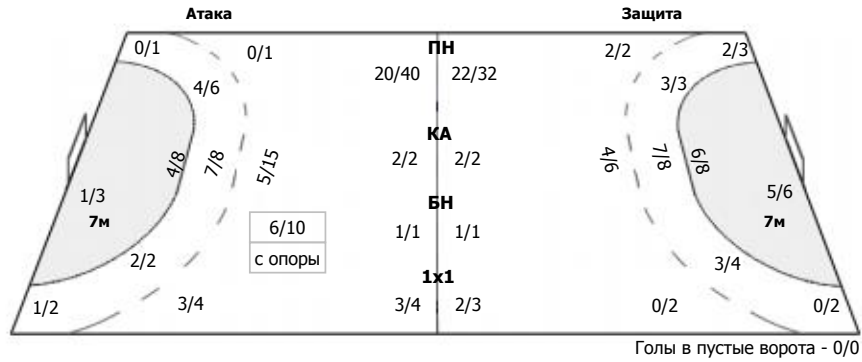 Атака Защита
0/1 0/1 ПН 2/2 2/3
20/40 22/32
4/6 3/3
КА
4/8 7/8 5/15 2/2 2/2 4/6 7/8 6/8
1/3 БН 5/6
7м 7м
6/10 1/1 1/1
с опоры
2/2 3/4
1х1
1/2 3/4 3/4 2/3 0/2 0/2
Голы в пустые ворота - 0/0